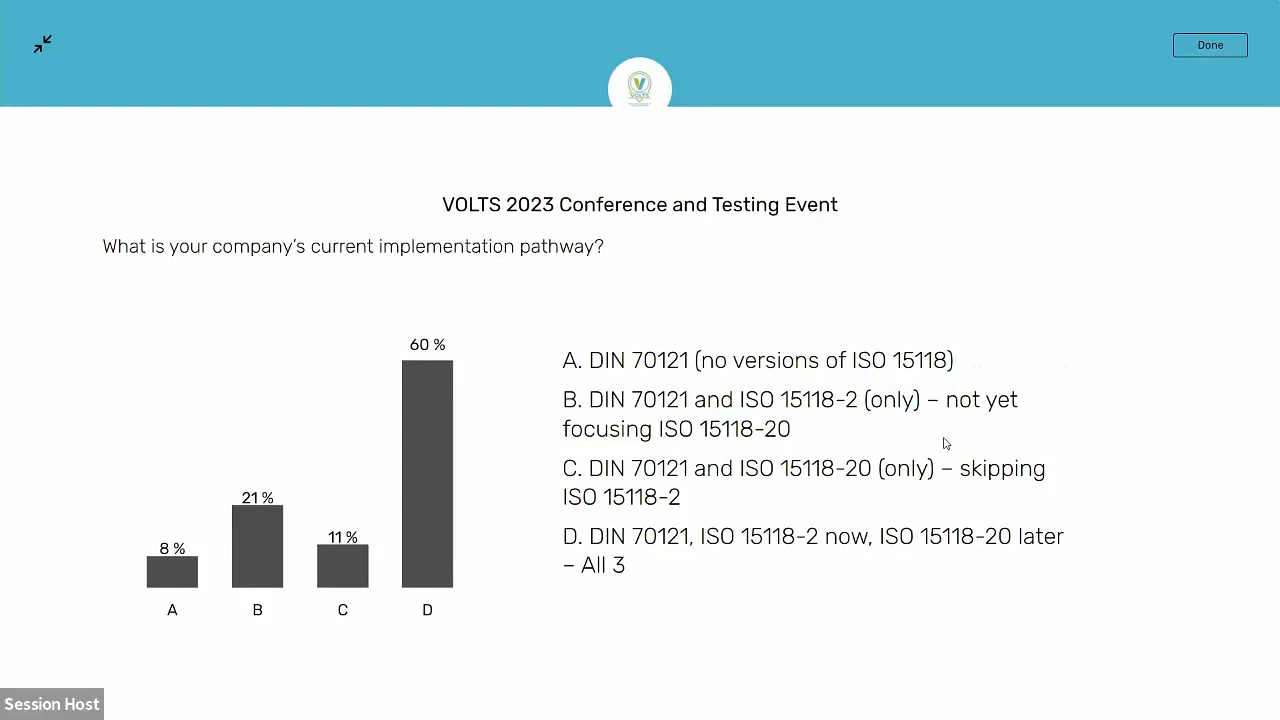 Done
VOLTS
VOLTS 2023 Conference and Testing Event
What is your company’s current implementation pathway?
60 %
21 %
11 %
8 %
A
B
C
D
A. DIN 70121 (no versions of ISO 15118)
B. DIN 70121 and ISO 15118-2 (only) – not yet
focusing ISO 15118-20
C. DIN 70121 and ISO 15118-20 (only) – skipping
ISO 15118-2
D. DIN 70121, ISO 15118-2 now, ISO 15118-20 later
– All 3
Session Host